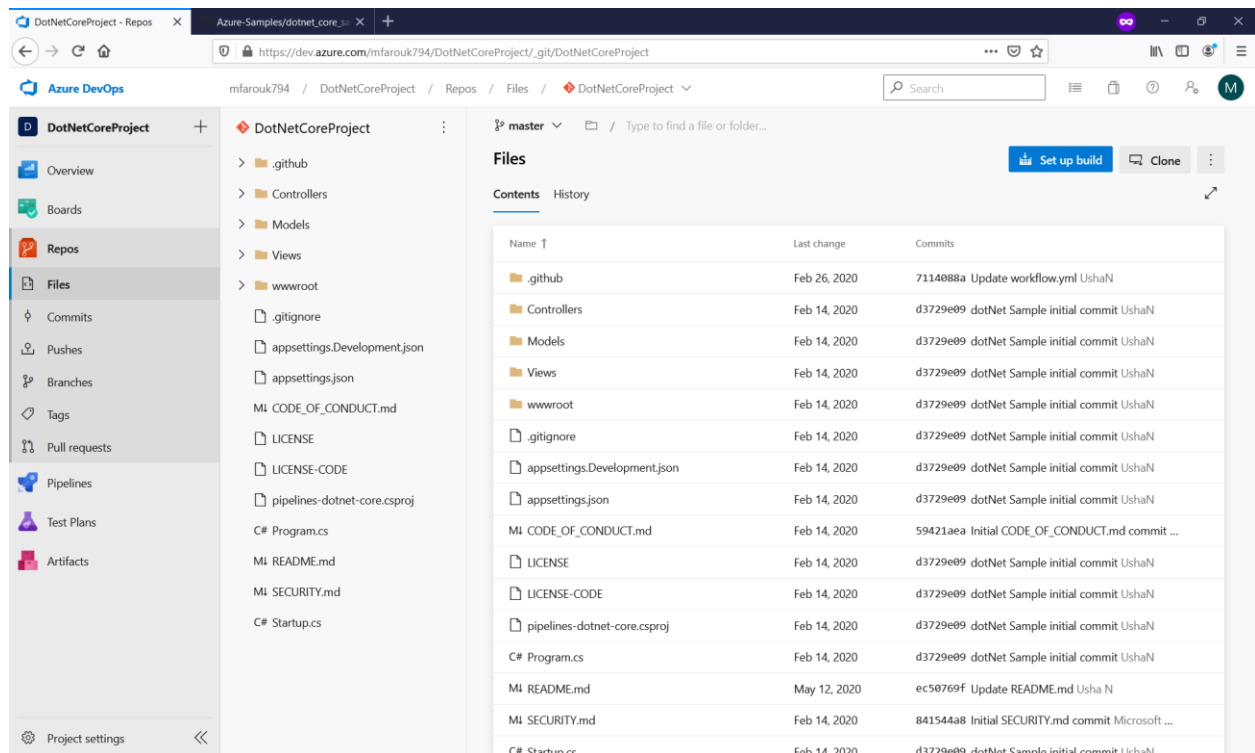 DotNetCoreProject - Repos
Azure-Samples/dotnet_core_sa
https://dev.azure.com/mfarouk794/DotNetCoreProject/_git/DotNetCoreProject
Azure DevOps
mfarouk794 / DotNetCoreProject / Repos / Files / DotNetCoreProject
Search
M
D DotNetCoreProject
Overview
Boards
Repos
Files
Commits
Pushes
Branches
Tags
Pull requests
Pipelines
Test Plans
Artifacts
Project settings
DotNetCoreProject
.github
Controllers
Models
Views
wwwroot
.gitignore
appsettings.Development.json
appsettings.json
M↓ CODE_OF_CONDUCT.md
LICENSE
LICENSE-CODE
pipelines-dotnet-core.csproj
C# Program.cs
M↓ README.md
M↓ SECURITY.md
C# Startup.cs
master / Type to find a file or folder...
Files
Set up build
Clone
Contents History
Name ↑ Last change Commits
.github Feb 26, 2020 7114088a Update workflow.yml UshaN
Controllers Feb 14, 2020 d3729e09 dotNet Sample initial commit UshaN
Models Feb 14, 2020 d3729e09 dotNet Sample initial commit UshaN
Views Feb 14, 2020 d3729e09 dotNet Sample initial commit UshaN
wwwroot Feb 14, 2020 d3729e09 dotNet Sample initial commit UshaN
.gitignore Feb 14, 2020 d3729e09 dotNet Sample initial commit UshaN
appsettings.Development.json Feb 14, 2020 d3729e09 dotNet Sample initial commit UshaN
appsettings.json Feb 14, 2020 d3729e09 dotNet Sample initial commit UshaN
M↓ CODE_OF_CONDUCT.md Feb 14, 2020 59421aea Initial CODE_OF_CONDUCT.md commit ...
LICENSE Feb 14, 2020 d3729e09 dotNet Sample initial commit UshaN
LICENSE-CODE Feb 14, 2020 d3729e09 dotNet Sample initial commit UshaN
pipelines-dotnet-core.csproj Feb 14, 2020 d3729e09 dotNet Sample initial commit UshaN
C# Program.cs Feb 14, 2020 d3729e09 dotNet Sample initial commit UshaN
M↓ README.md May 12, 2020 ec50769f Update README.md Usha N
M↓ SECURITY.md Feb 14, 2020 841544a8 Initial SECURITY.md commit Microsoft ...
C# Startup.cs Feb 14, 2020 d3729e09 dotNet Sample initial commit UshaN